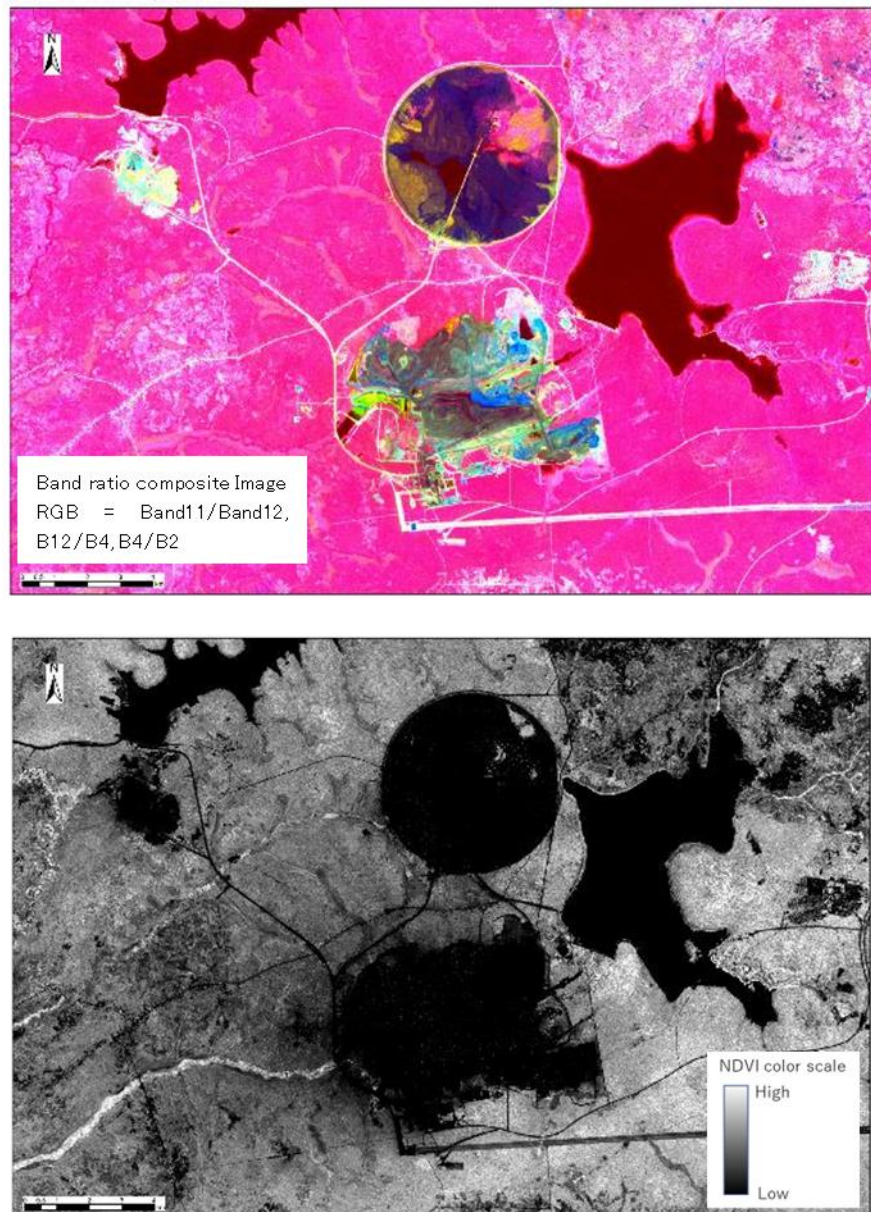 N
Band ratio composite Image
RGB = Band11/Band12,
B12/B4, B4/B2
N
NDVI color scale
High
Low